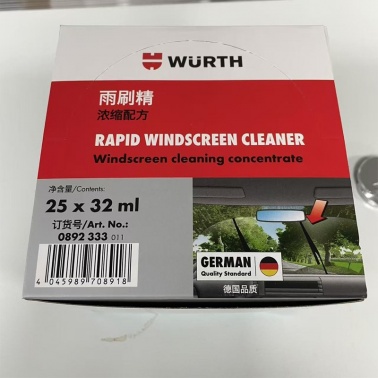 WÜRTH
雨刷精
浓缩配方
RAPID WINDSCREEN CLEANER
Windscreen cleaning concentrate
净含量/Contents:
25 x 32 ml
订货号/Art. No.:
0892 333 011
4 045989 708918
GERMAN
Quality Standard
德国品质